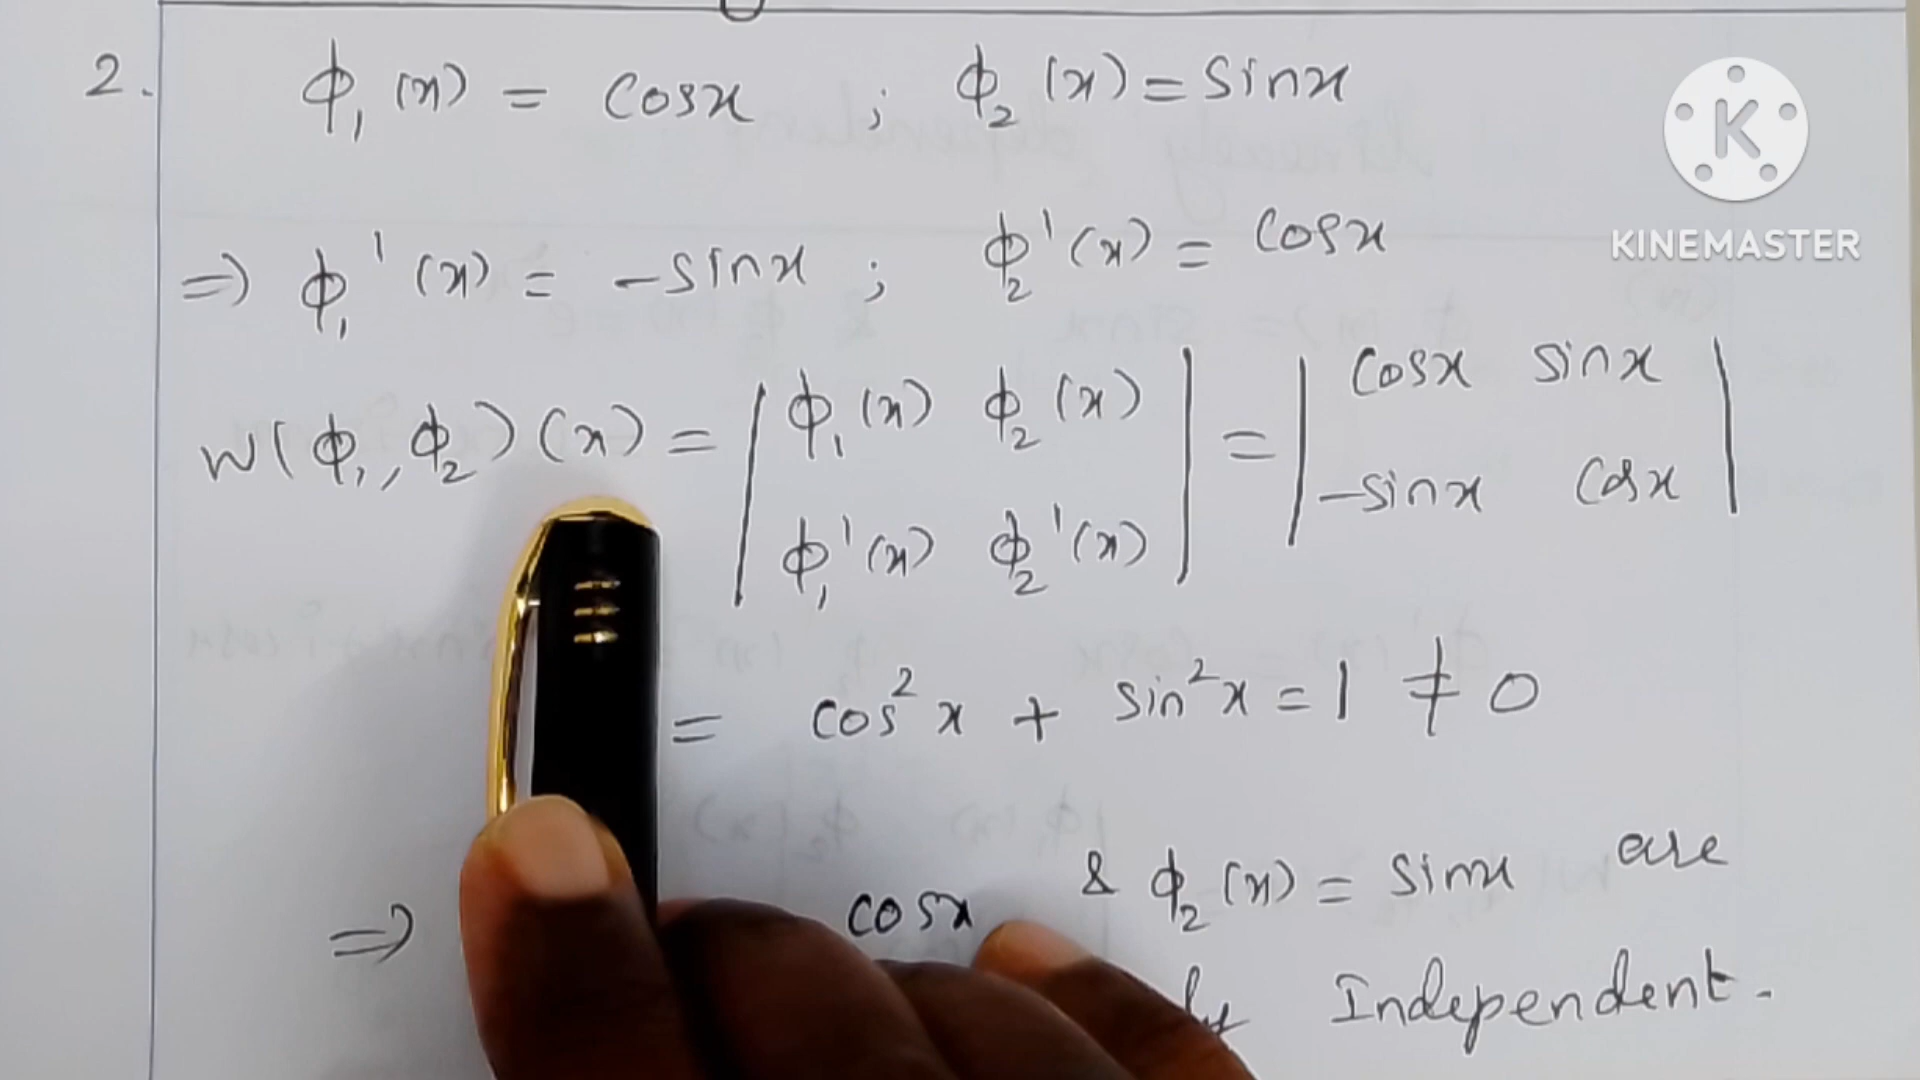 2. ϕ₁(x) = cosx ; ϕ₂(x) = sinx
K
KINEMASTER
⇒ ϕ₁'(x) = -sinx ; ϕ₂'(x) = cosx
W(ϕ₁, ϕ₂)(x) = | ϕ₁(x) ϕ₂(x) | = | cosx sinx |
| ϕ₁'(x) ϕ₂'(x) | | -sinx cosx |
= cos²x + sin²x = 1 ≠ 0
⇒ cosx & ϕ₂(x) = sinx are
Independent.